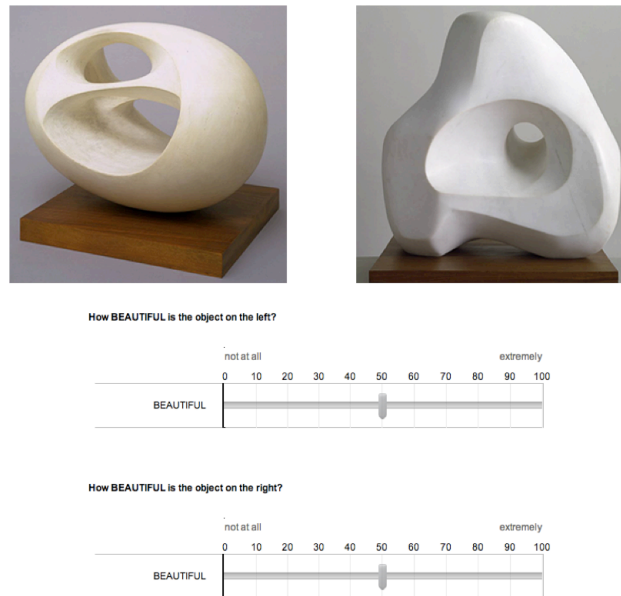 How BEAUTIFUL is the object on the left?
not at all extremely
0 10 20 30 40 50 60 70 80 90 100
BEAUTIFUL
How BEAUTIFUL is the object on the right?
not at all extremely
0 10 20 30 40 50 60 70 80 90 100
BEAUTIFUL